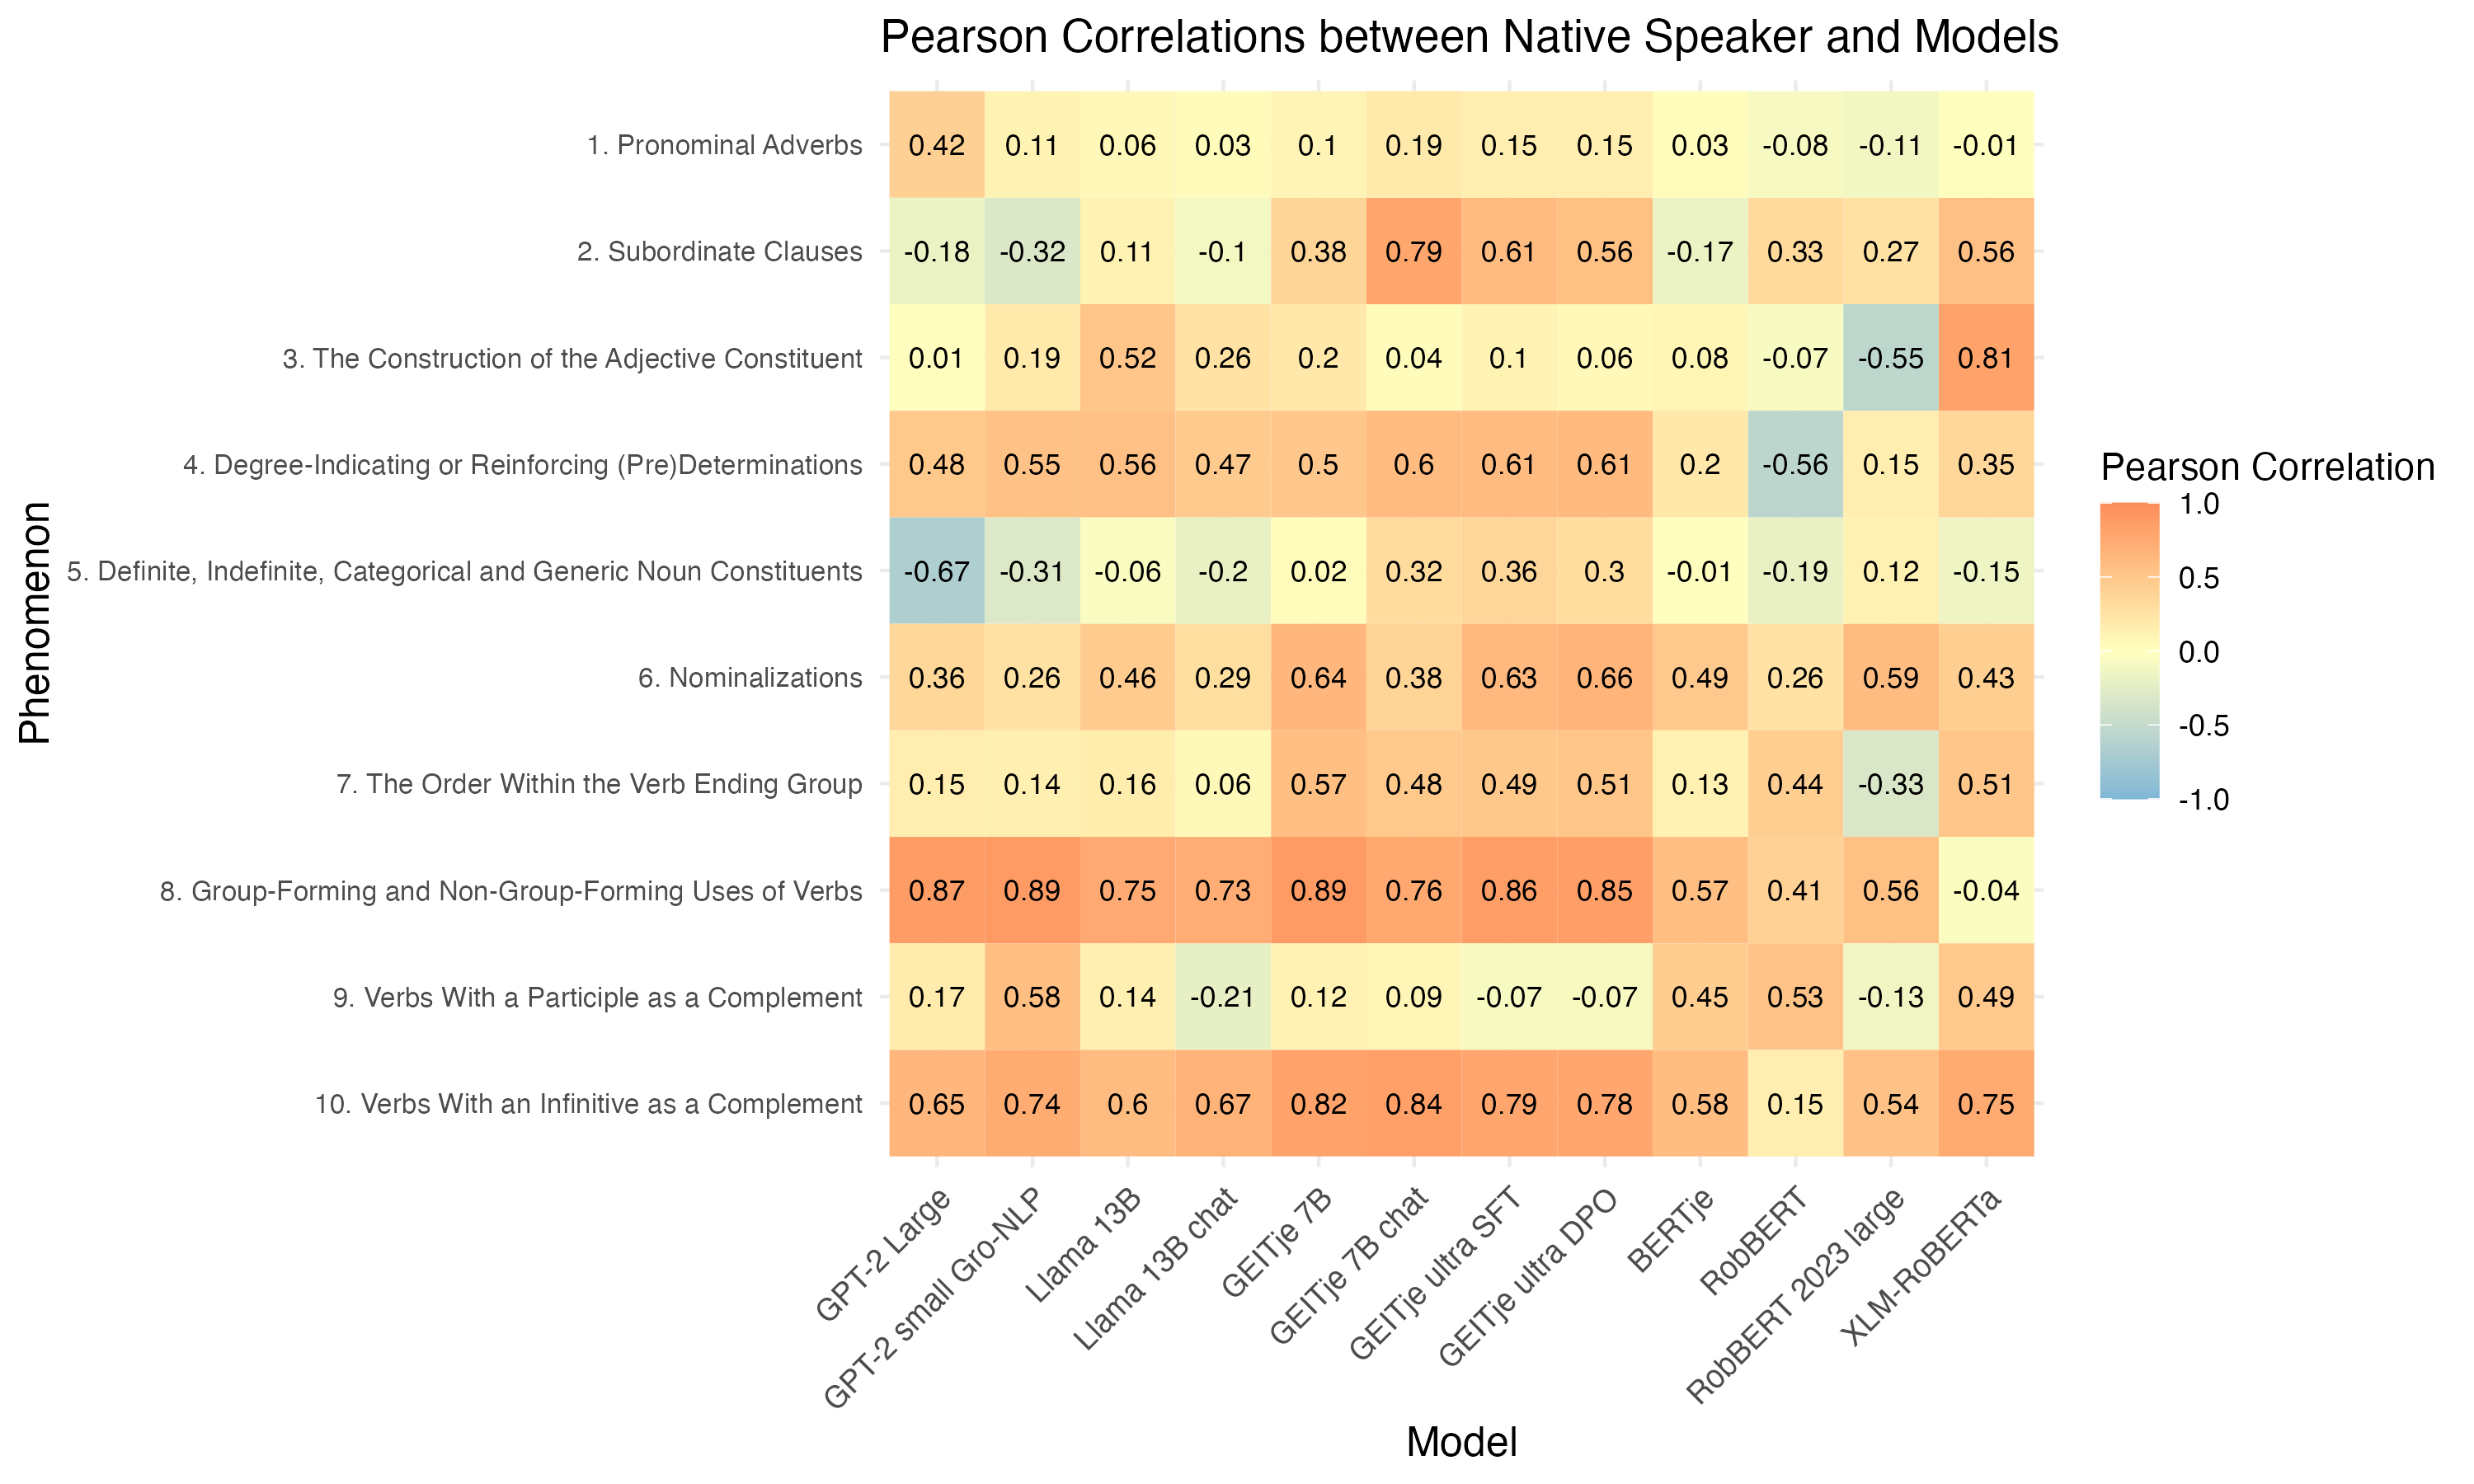 Pearson Correlations between Native Speaker and Models
Phenomenon
1. Pronominal Adverbs 0.42 0.11 0.06 0.03 0.1 0.19 0.15 0.15 0.03 -0.08 -0.11 -0.01
2. Subordinate Clauses -0.18 -0.32 0.11 -0.1 0.38 0.79 0.61 0.56 -0.17 0.33 0.27 0.56
3. The Construction of the Adjective Constituent 0.01 0.19 0.52 0.26 0.2 0.04 0.1 0.06 0.08 -0.07 -0.55 0.81
4. Degree-Indicating or Reinforcing (Pre)Determinations 0.48 0.55 0.56 0.47 0.5 0.6 0.61 0.61 0.2 -0.56 0.15 0.35
5. Definite, Indefinite, Categorical and Generic Noun Constituents -0.67 -0.31 -0.06 -0.2 0.02 0.32 0.36 0.3 -0.01 -0.19 0.12 -0.15
6. Nominalizations 0.36 0.26 0.46 0.29 0.64 0.38 0.63 0.66 0.49 0.26 0.59 0.43
7. The Order Within the Verb Ending Group 0.15 0.14 0.16 0.06 0.57 0.48 0.49 0.51 0.13 0.44 -0.33 0.51
8. Group-Forming and Non-Group-Forming Uses of Verbs 0.87 0.89 0.75 0.73 0.89 0.76 0.86 0.85 0.57 0.41 0.56 -0.04
9. Verbs With a Participle as a Complement 0.17 0.58 0.14 -0.21 0.12 0.09 -0.07 -0.07 0.45 0.53 -0.13 0.49
10. Verbs With an Infinitive as a Complement 0.65 0.74 0.6 0.67 0.82 0.84 0.79 0.78 0.58 0.15 0.54 0.75
GPT-2 Large
GPT-2 small Gro-NLP
Llama 13B
Llama 13B chat
GEITje 7B
GEITje 7B chat
GEITje ultra SFT
GEITje ultra DPO
BERTje
RobBERT
RobBERT 2023 large
XLM-RoBERTa
Model
Pearson Correlation
1.0
0.5
0.0
-0.5
-1.0